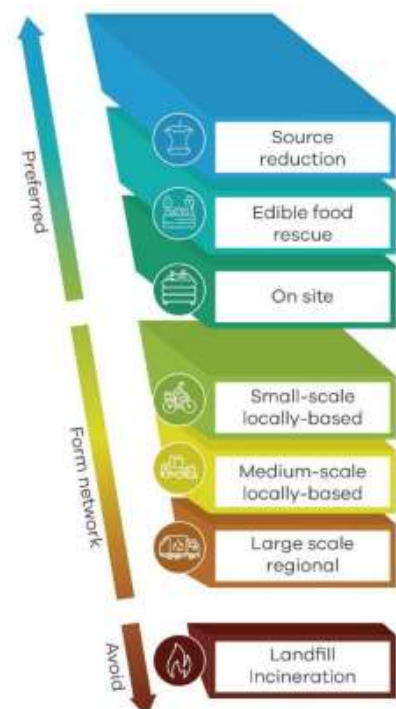 Preferred
Source
reduction
Edible food
rescue
On site
Form network
Small-scale
locally-based
Medium-scale
locally-based
Large scale
regional
Avoid
Landfill
Incineration